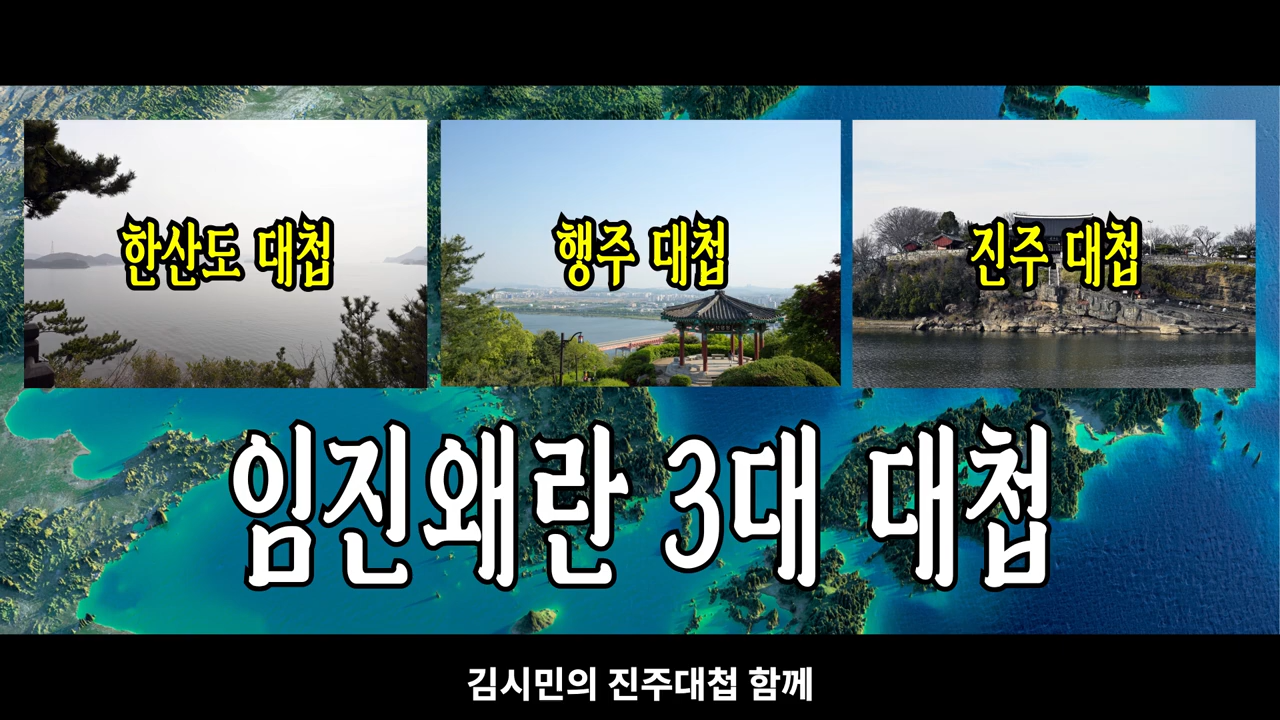 한산도 대첩
행주 대첩
진주 대첩
임진왜란 3대 대첩
김시민의 진주대첩 함께